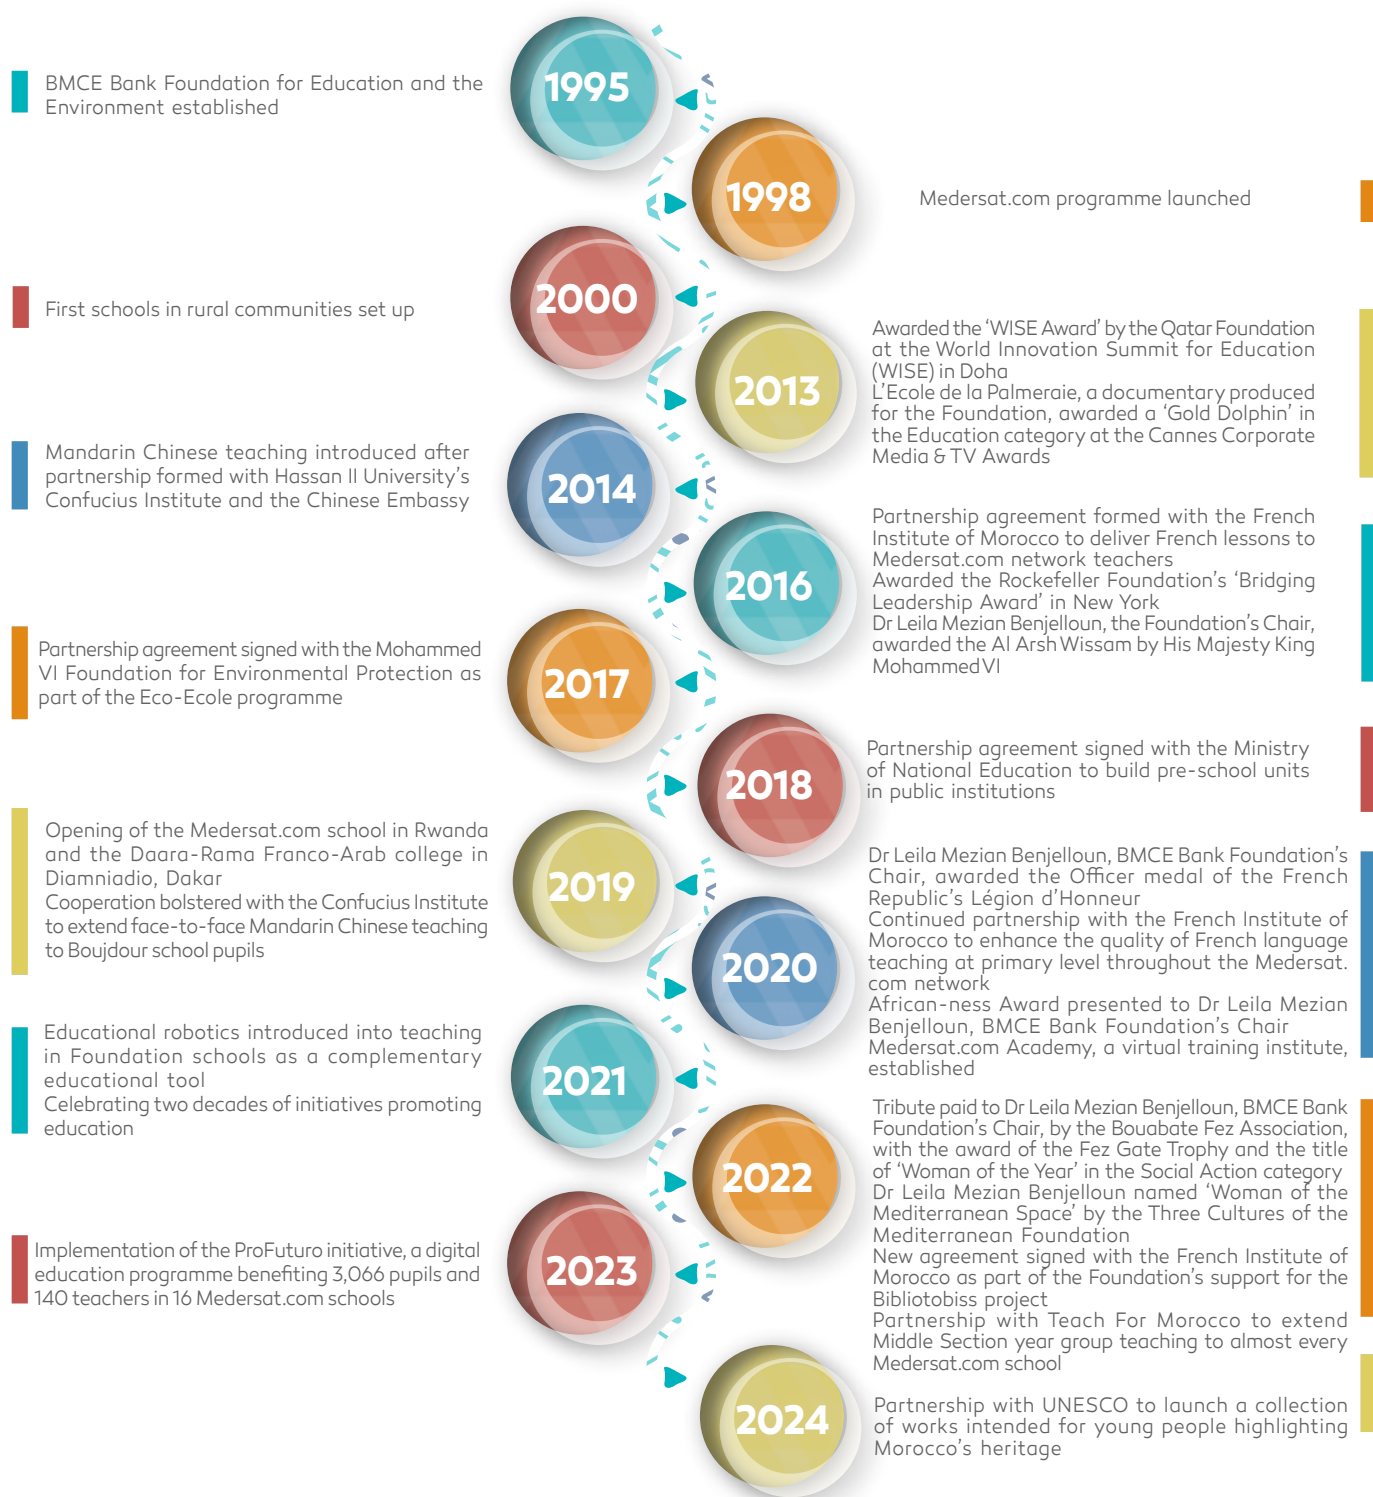 1995
BMCE Bank Foundation for Education and the
Environment established
1998
Medersat.com programme launched
2000
First schools in rural communities set up
2013
Awarded the ‘WISE Award’ by the Qatar Foundation
at the World Innovation Summit for Education
(WISE) in Doha
L’Ecole de la Palmeraie, a documentary produced
for the Foundation, awarded a ‘Gold Dolphin’ in
the Education category at the Cannes Corporate
Media & TV Awards
2014
Mandarin Chinese teaching introduced after
partnership formed with Hassan II University’s
Confucius Institute and the Chinese Embassy
2016
Partnership agreement formed with the French
Institute of Morocco to deliver French lessons to
Medersat.com network teachers
Awarded the Rockefeller Foundation’s ‘Bridging
Leadership Award’ in New York
Dr Leila Mezian Benjelloun, the Foundation’s Chair,
awarded the Al Arsh Wissam by His Majesty King
Mohammed VI
2017
Partnership agreement signed with the Mohammed
VI Foundation for Environmental Protection as
part of the Eco-Ecole programme
2018
Partnership agreement signed with the Ministry
of National Education to build pre-school units
in public institutions
2019
Opening of the Medersat.com school in Rwanda
and the Daara-Rama Franco-Arab college in
Diamniadio, Dakar
Cooperation bolstered with the Confucius Institute
to extend face-to-face Mandarin Chinese teaching
to Boujdour school pupils
2020
Dr Leila Mezian Benjelloun, BMCE Bank Foundation’s
Chair, awarded the Officer medal of the French
Republic’s Légion d’Honneur
Continued partnership with the French Institute of
Morocco to enhance the quality of French language
teaching at primary level throughout the Medersat.
com network
African-ness Award presented to Dr Leila Mezian
Benjelloun, BMCE Bank Foundation’s Chair
Medersat.com Academy, a virtual training institute,
established
2021
Educational robotics introduced into teaching
in Foundation schools as a complementary
educational tool
Celebrating two decades of initiatives promoting
education
2022
Tribute paid to Dr Leila Mezian Benjelloun, BMCE Bank
Foundation’s Chair, by the Bouabate Fez Association,
with the award of the Fez Gate Trophy and the title
of ‘Woman of the Year’ in the Social Action category
Dr Leila Mezian Benjelloun named ‘Woman of the
Mediterranean Space’ by the Three Cultures of the
Mediterranean Foundation
New agreement signed with the French Institute of
Morocco as part of the Foundation’s support for the
Bibliotobiss project
Partnership with Teach For Morocco to extend
Middle Section year group teaching to almost every
Medersat.com school
2023
Implementation of the ProFuturo initiative, a digital
education programme benefiting 3,066 pupils and
140 teachers in 16 Medersat.com schools
2024
Partnership with UNESCO to launch a collection
of works intended for young people highlighting
Morocco’s heritage